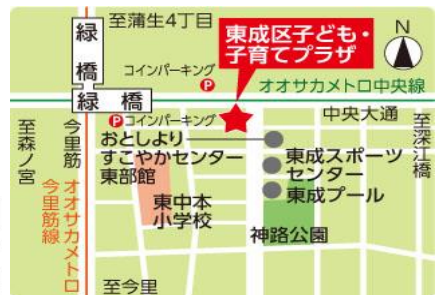 至蒲生4丁目
緑橋
東成区子ども・
子育てプラザ
N
コインパーキング
P
オオサカメトロ中央線
緑橋
P
コインパーキング
中央大通
至森ノ宮
今里筋
オオサカメトロ
今里筋線
おとしより
すこやかセンター
東部館
東成スポーツ
センター
東成プール
至深江橋
東中本
小学校
神路公園
至今里